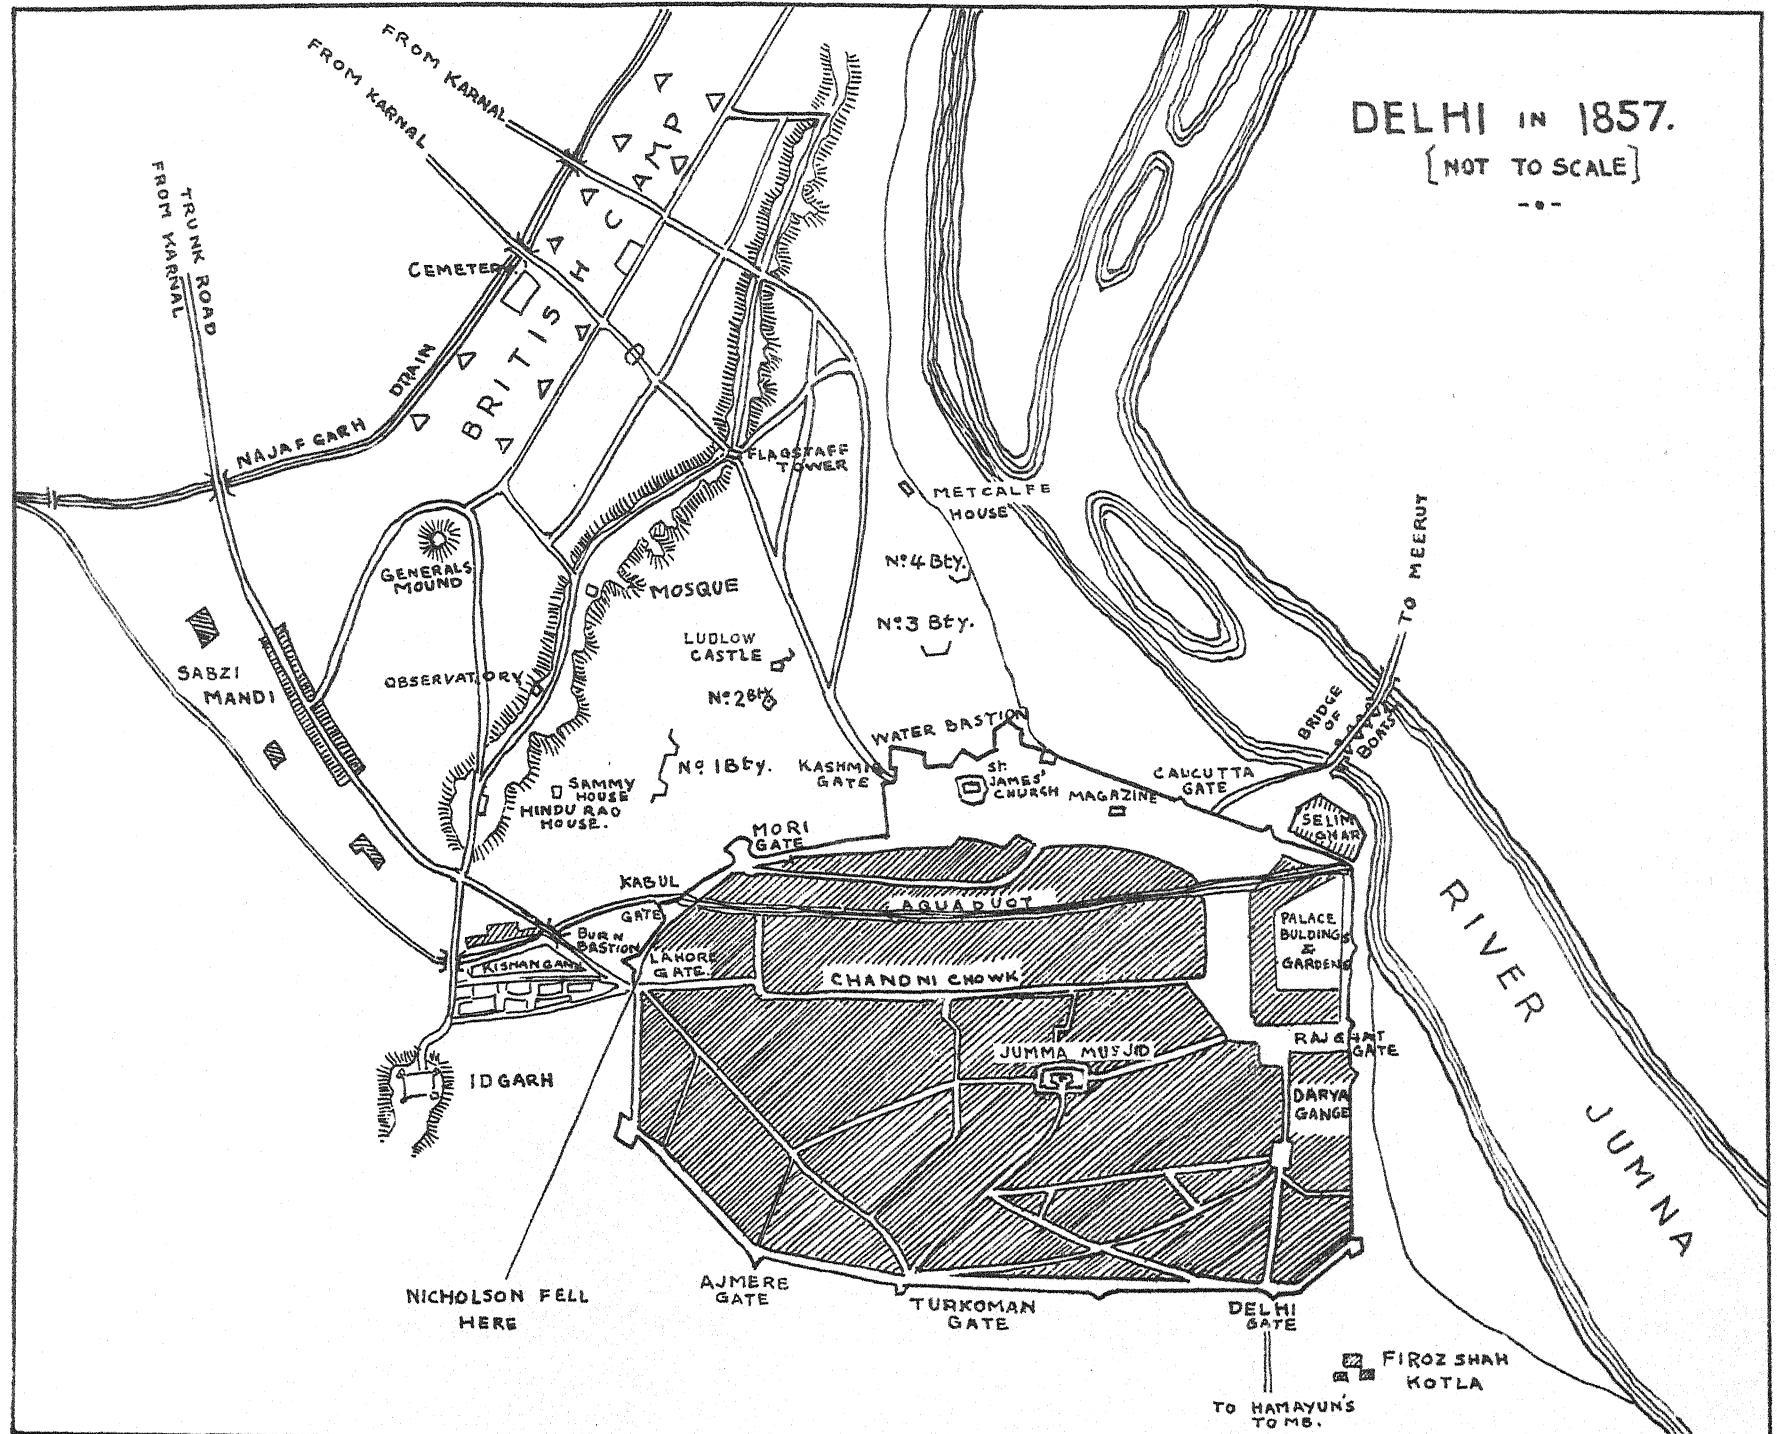 DELHI IN 1857.
[NOT TO SCALE]
FROM KARNAL
FROM KARNAL
TRUNK ROAD
FROM KARNAL
BRITISH CAMP
CEMETERY
NAJAFGARH DRAIN
FLAGSTAFF
TOWER
METCALFE
HOUSE
TO MEERUT
GENERALS
MOUND
MOSQUE
No. 4 Bty.
No. 3 Bty.
LUDLOW
CASTLE
SABZI
MANDI
OBSERVATORY
No. 2 Bty
BRIDGE
OF
BOATS
WATER BASTION
No. 1 Bty.
KASHMIR
GATE
ST.
JAMES'
CHURCH
MAGAZINE
CALCUTTA
GATE
SAMMY
HOUSE
HINDU RAO
HOUSE.
SELIM
GHAR
MORI
GATE
KABUL
GATE
AQUADUCT
BURN
BASTION
LAHORE
GATE.
KISHANGANJ
PALACE
BULDINGS
&
GARDENS
CHANDNI CHOWK
RIVER JUMNA
RAJGHAT
GATE
JUMMA MUSJID
IDGARH
DARYA
GANGE
NICHOLSON FELL
HERE
AJMERE
GATE
TURKOMAN
GATE
DELHI
GATE
FIROZ SHAH
KOTLA
TO HAMAYUN'S
TOMB.